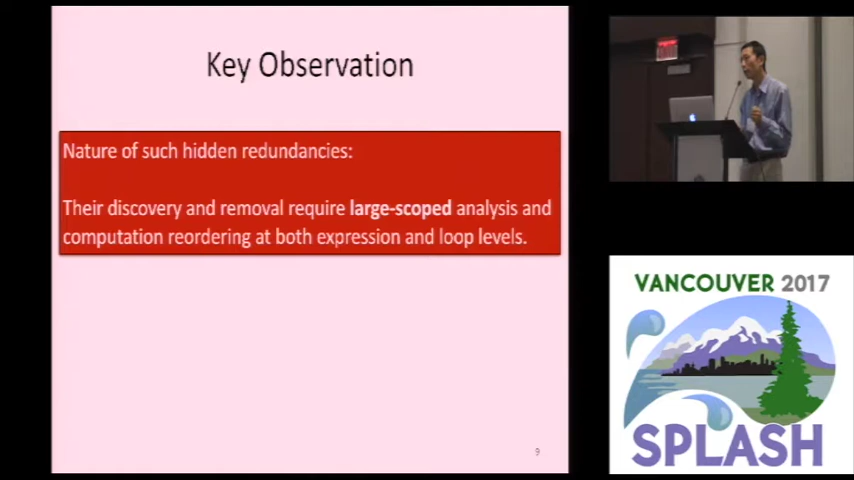 Key Observation
Nature of such hidden redundancies:
Their discovery and removal require large-scoped analysis and
computation reordering at both expression and loop levels.
9
VANCOUVER 2017
SPLASH